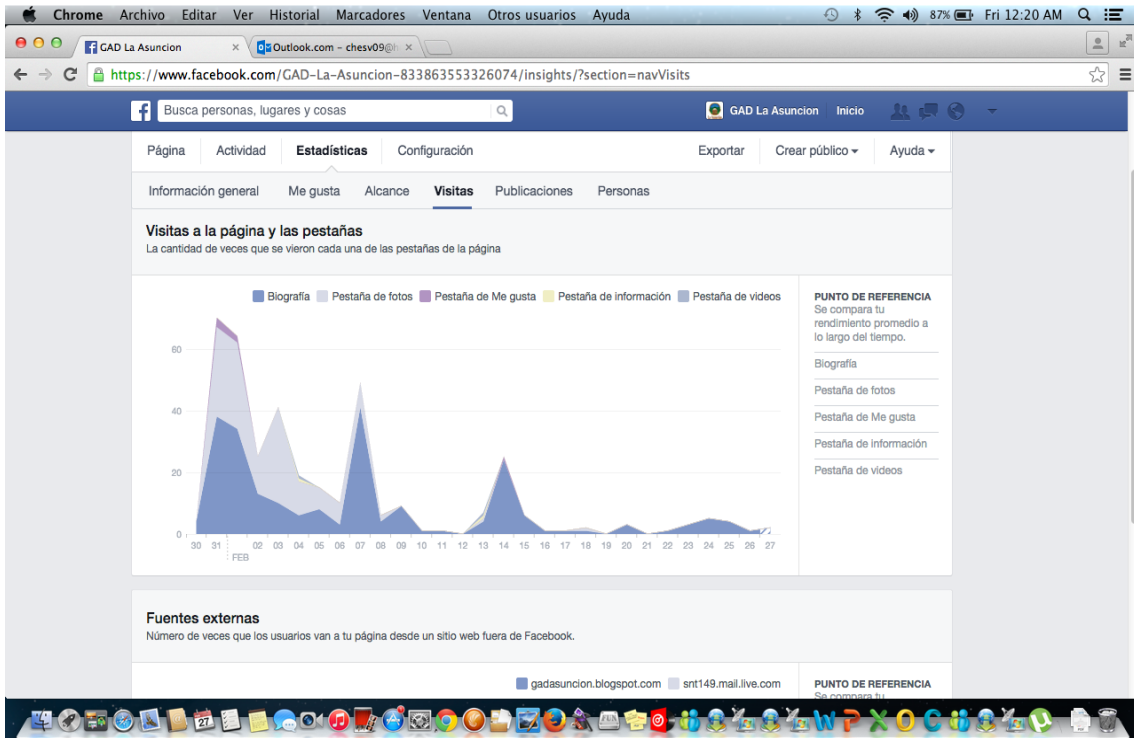 Chrome Archivo Editar Ver Historial Marcadores Ventana Otros usuarios Ayuda 87% Fri 12:20 AM
GAD La Asuncion × Outlook.com – chesv09@h ×
https://www.facebook.com/GAD-La-Asuncion-833863553326074/insights/?section=navVisits
Busca personas, lugares y cosas GAD La Asuncion Inicio
Página Actividad Estadísticas Configuración Exportar Crear público Ayuda
Información general Me gusta Alcance Visitas Publicaciones Personas
Visitas a la página y las pestañas
La cantidad de veces que se vieron cada una de las pestañas de la página
Biografía Pestaña de fotos Pestaña de Me gusta Pestaña de información Pestaña de videos
60
40
20
0
30 31 02 03 04 05 06 07 08 09 10 11 12 13 14 15 16 17 18 19 20 21 22 23 24 25 26 27
FEB
PUNTO DE REFERENCIA
Se compara tu
rendimiento promedio a
lo largo del tiempo.
Biografía
Pestaña de fotos
Pestaña de Me gusta
Pestaña de información
Pestaña de videos
Fuentes externas
Número de veces que los usuarios van a tu página desde un sitio web fuera de Facebook.
gadasuncion.blogspot.com snt149.mail.live.com
PUNTO DE REFERENCIA
Se compara tu
27
FUN
W P X O C